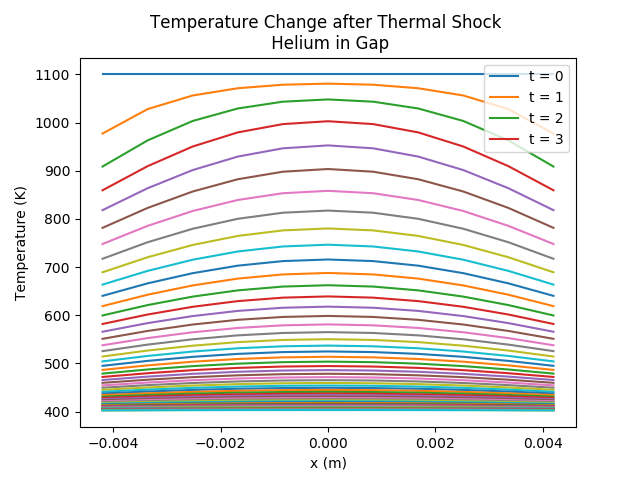 Temperature Change after Thermal Shock
Helium in Gap
1100
1000
900
800
700
600
500
400
Temperature (K)
t = 0
t = 1
t = 2
t = 3
−0.004
−0.002
0.000
0.002
0.004
x (m)